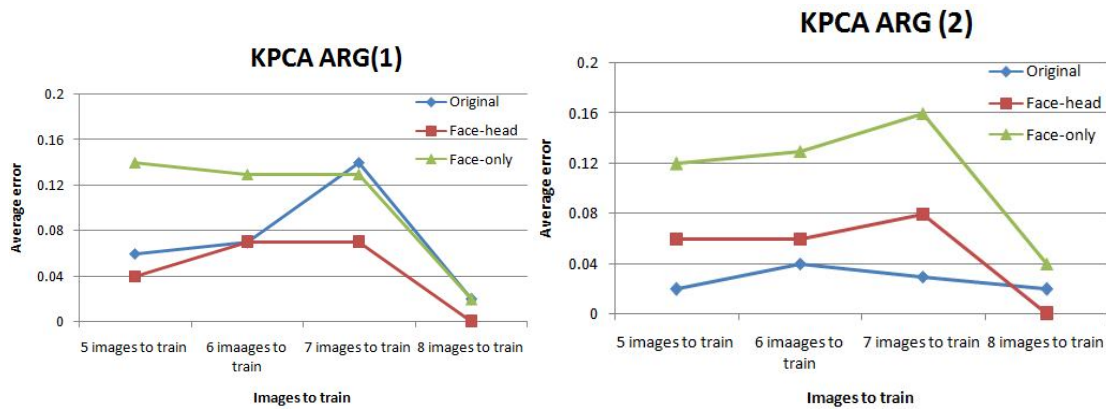 KPCA ARG(1)
0.2
0.16
0.12
0.08
0.04
0
Average error
Original
Face-head
Face-only
5 images to train
6 imaages to
train
7 images to train
8 images to train
Images to train
KPCA ARG (2)
0.2
0.16
0.12
0.08
0.04
0
Average error
Original
Face-head
Face-only
5 images to train
6 imaages to
train
7 images to train
8 images to train
Images to train